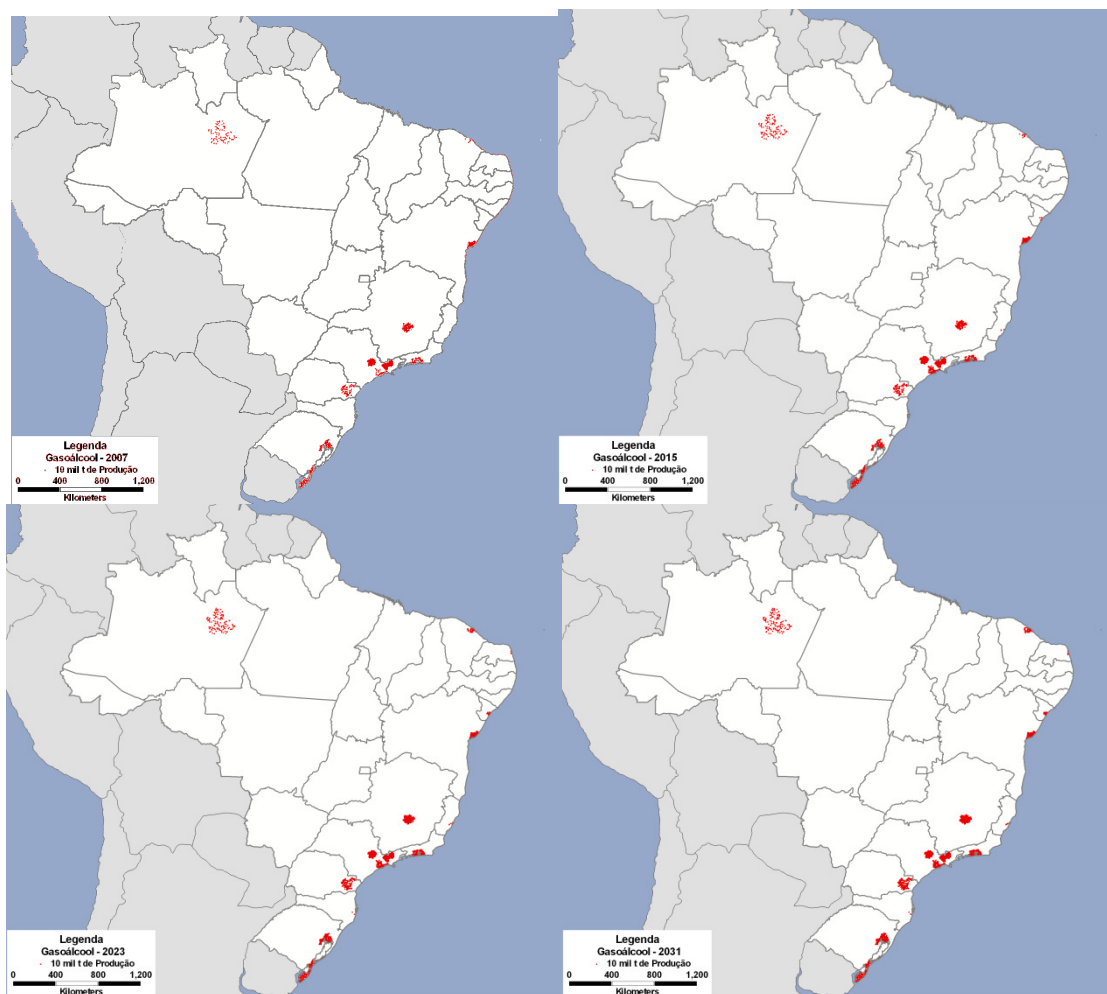 Legenda
Gasoálcool - 2007
10 mil t de Produção
0 400 800 1,200
Kilometers
Legenda
Gasoálcool - 2015
10 mil t de Produção
0 400 800 1,200
Kilometers
Legenda
Gasoálcool - 2023
10 mil t de Produção
0 400 800 1,200
Kilometers
Legenda
Gasoálcool - 2031
10 mil t de Produção
0 400 800 1,200
Kilometers